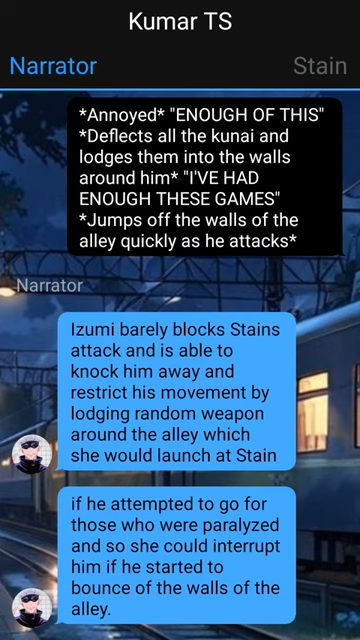 Kumar TS
Narrator
Stain
*Annoyed* "ENOUGH OF THIS"
*Deflects all the kunai and
lodges them into the walls
around him* "I'VE HAD
ENOUGH THESE GAMES"
*Jumps off the walls of the
alley quickly as he attacks*
Narrator
Izumi barely blocks Stains
attack and is able to
knock him away and
restrict his movement by
lodging random weapon
around the alley which
she would launch at Stain
if he attempted to go for
those who were paralyzed
and so she could interrupt
him if he started to
bounce of the walls of the
alley.